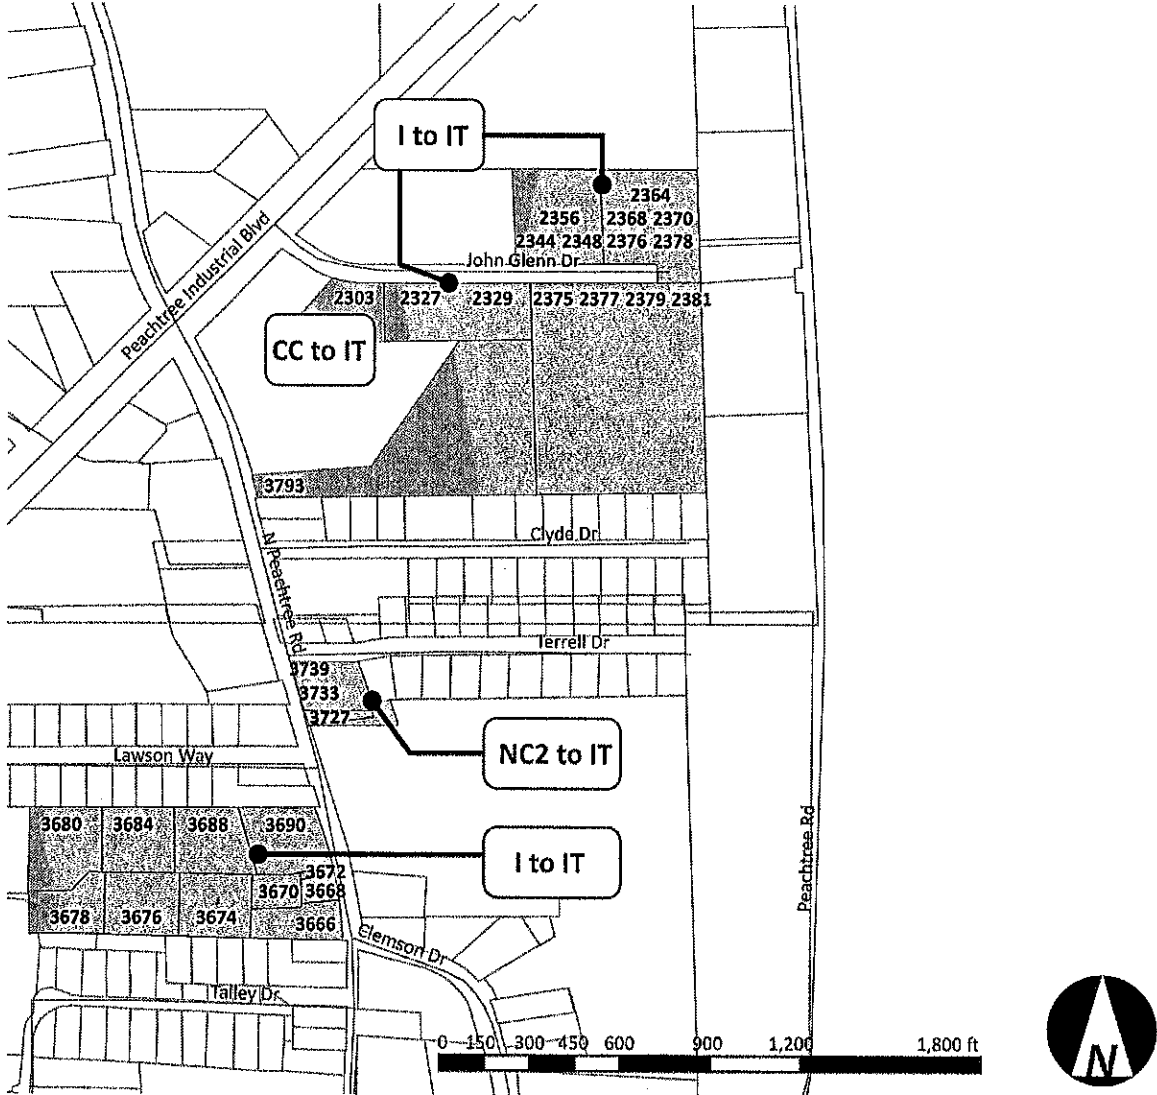 I to IT
2364
2356 2368 2370
2344 2348 2376 2378
Peachtree Industrial Blvd
John Glenn Dr
2303 2327 2329 2375 2377 2379 2381
CC to IT
3793
Clyde Dr
N Peachtree Rd
Terrell Dr
3739
3733
3727
NC2 to IT
Lawson Way
3680 3684 3688 3690
I to IT
3672
3670 3668
3678 3676 3674 3666
Peachtree Rd
Clemson Dr
Talley Dr
0 150 300 450 600 900 1,200 1,800 ft
N